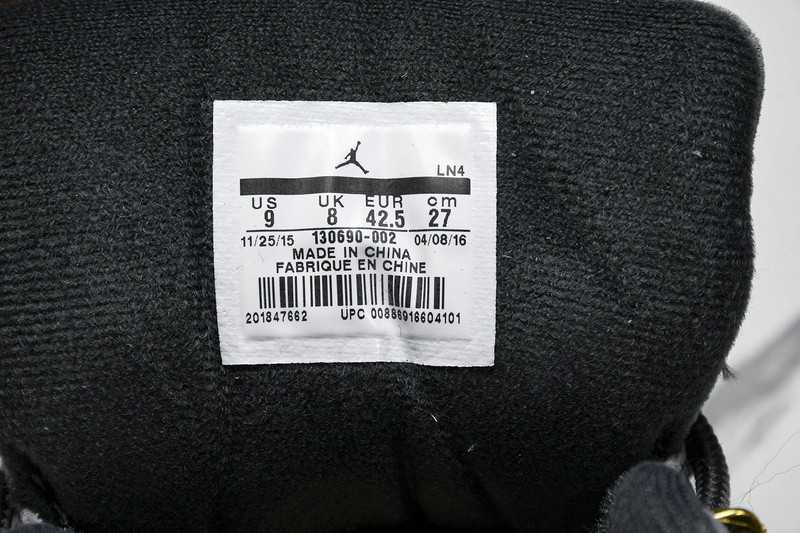 LN4
US UK EUR cm
9 8 42.5 27
11/25/15 130690-002 04/08/16
MADE IN CHINA
FABRIQUE EN CHINE
201847662 UPC 00886916604101